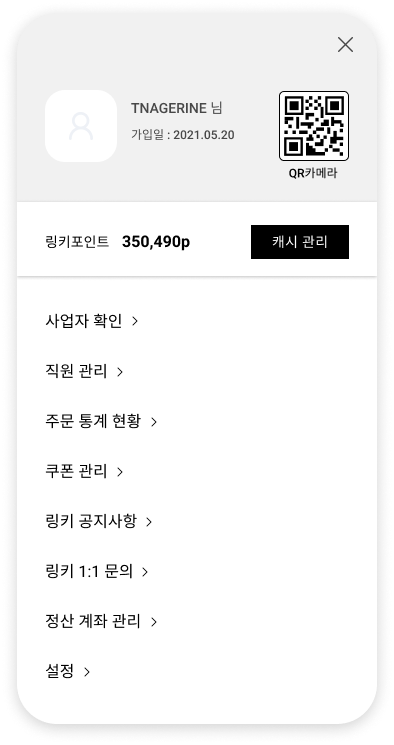 TNAGERINE 님
가입일 : 2021.05.20
QR카메라
링키포인트 350,490p
캐시 관리
사업자 확인
직원 관리
주문 통계 현황
쿠폰 관리
링키 공지사항
링키 1:1 문의
정산 계좌 관리
설정